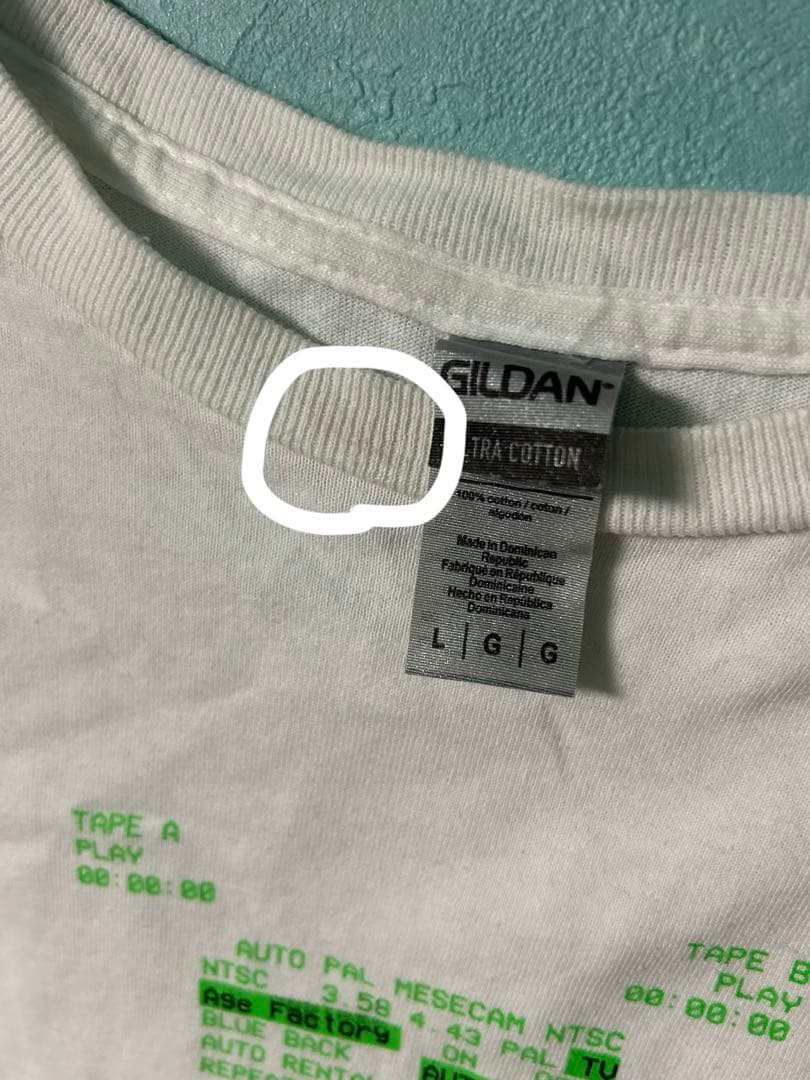 GILDAN
ULTRA COTTON
100% cotton / coton /
algodón
Made in Dominican
Republic
Fabriqué en République
Dominicaine
Hecho en República
Dominicana
L | G | G
TAPE A
PLAY
00:00:00
TAPE B
PLAY
00:00:00
AUTO PAL MESECAM NTSC
NTSC 3.58 4.43 PAL TV
Age Factory
BLUE BACK ON
AUTO